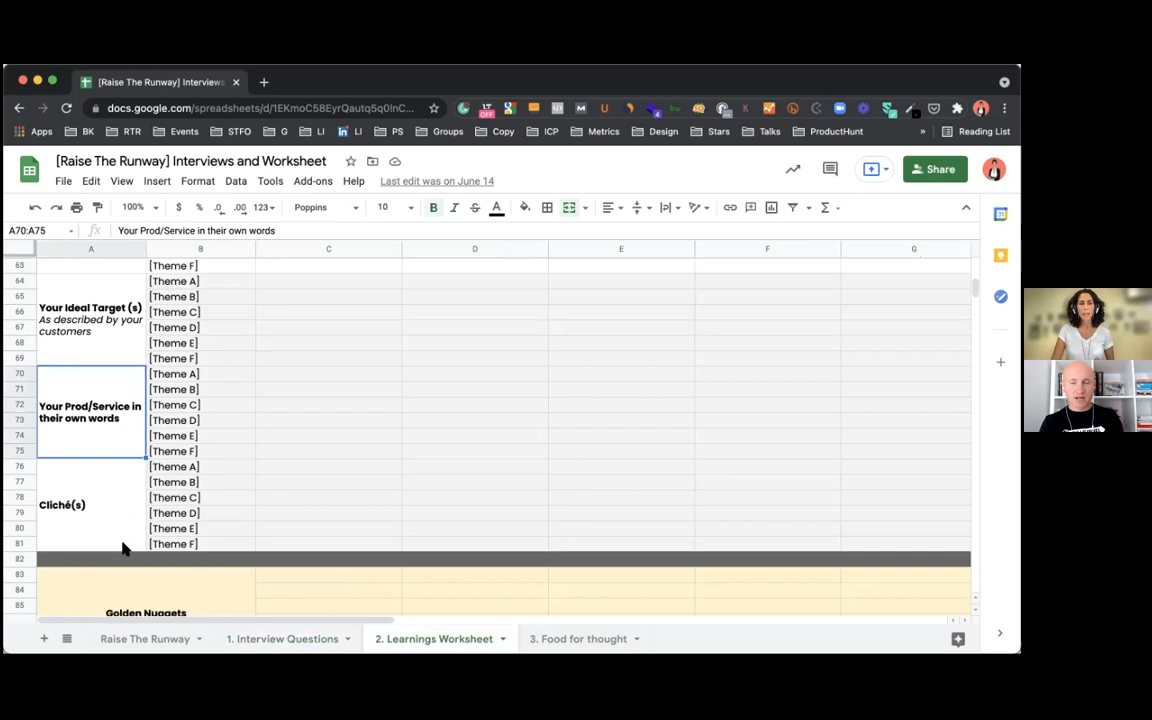 [Raise The Runway] Interviews
docs.google.com/spreadsheets/d/1EKmoC58EyrQautq5q0lnC...
Apps BK RTR Events STFO G LI LI PS Groups Copy ICP Metrics Design Stars Talks ProductHunt » Reading List
[Raise The Runway] Interviews and Worksheet
File Edit View Insert Format Data Tools Add-ons Help Last edit was on June 14
Share
100% $ % .0 .00 123 Poppins 10 B I S A
A70:A75 fx Your Prod/Service in their own words
A B C D E F G
63 [Theme F]
64 [Theme A]
65 [Theme B]
66 [Theme C]
67 [Theme D]
68 [Theme E]
69 [Theme F]
Your Ideal Target (s)
As described by your
customers
70 [Theme A]
71 [Theme B]
72 [Theme C]
73 [Theme D]
74 [Theme E]
75 [Theme F]
Your Prod/Service in
their own words
76 [Theme A]
77 [Theme B]
78 [Theme C]
79 [Theme D]
80 [Theme E]
81 [Theme F]
Cliché(s)
82
83
84
85
Golden Nuggets
Raise The Runway 1. Interview Questions 2. Learnings Worksheet 3. Food for thought